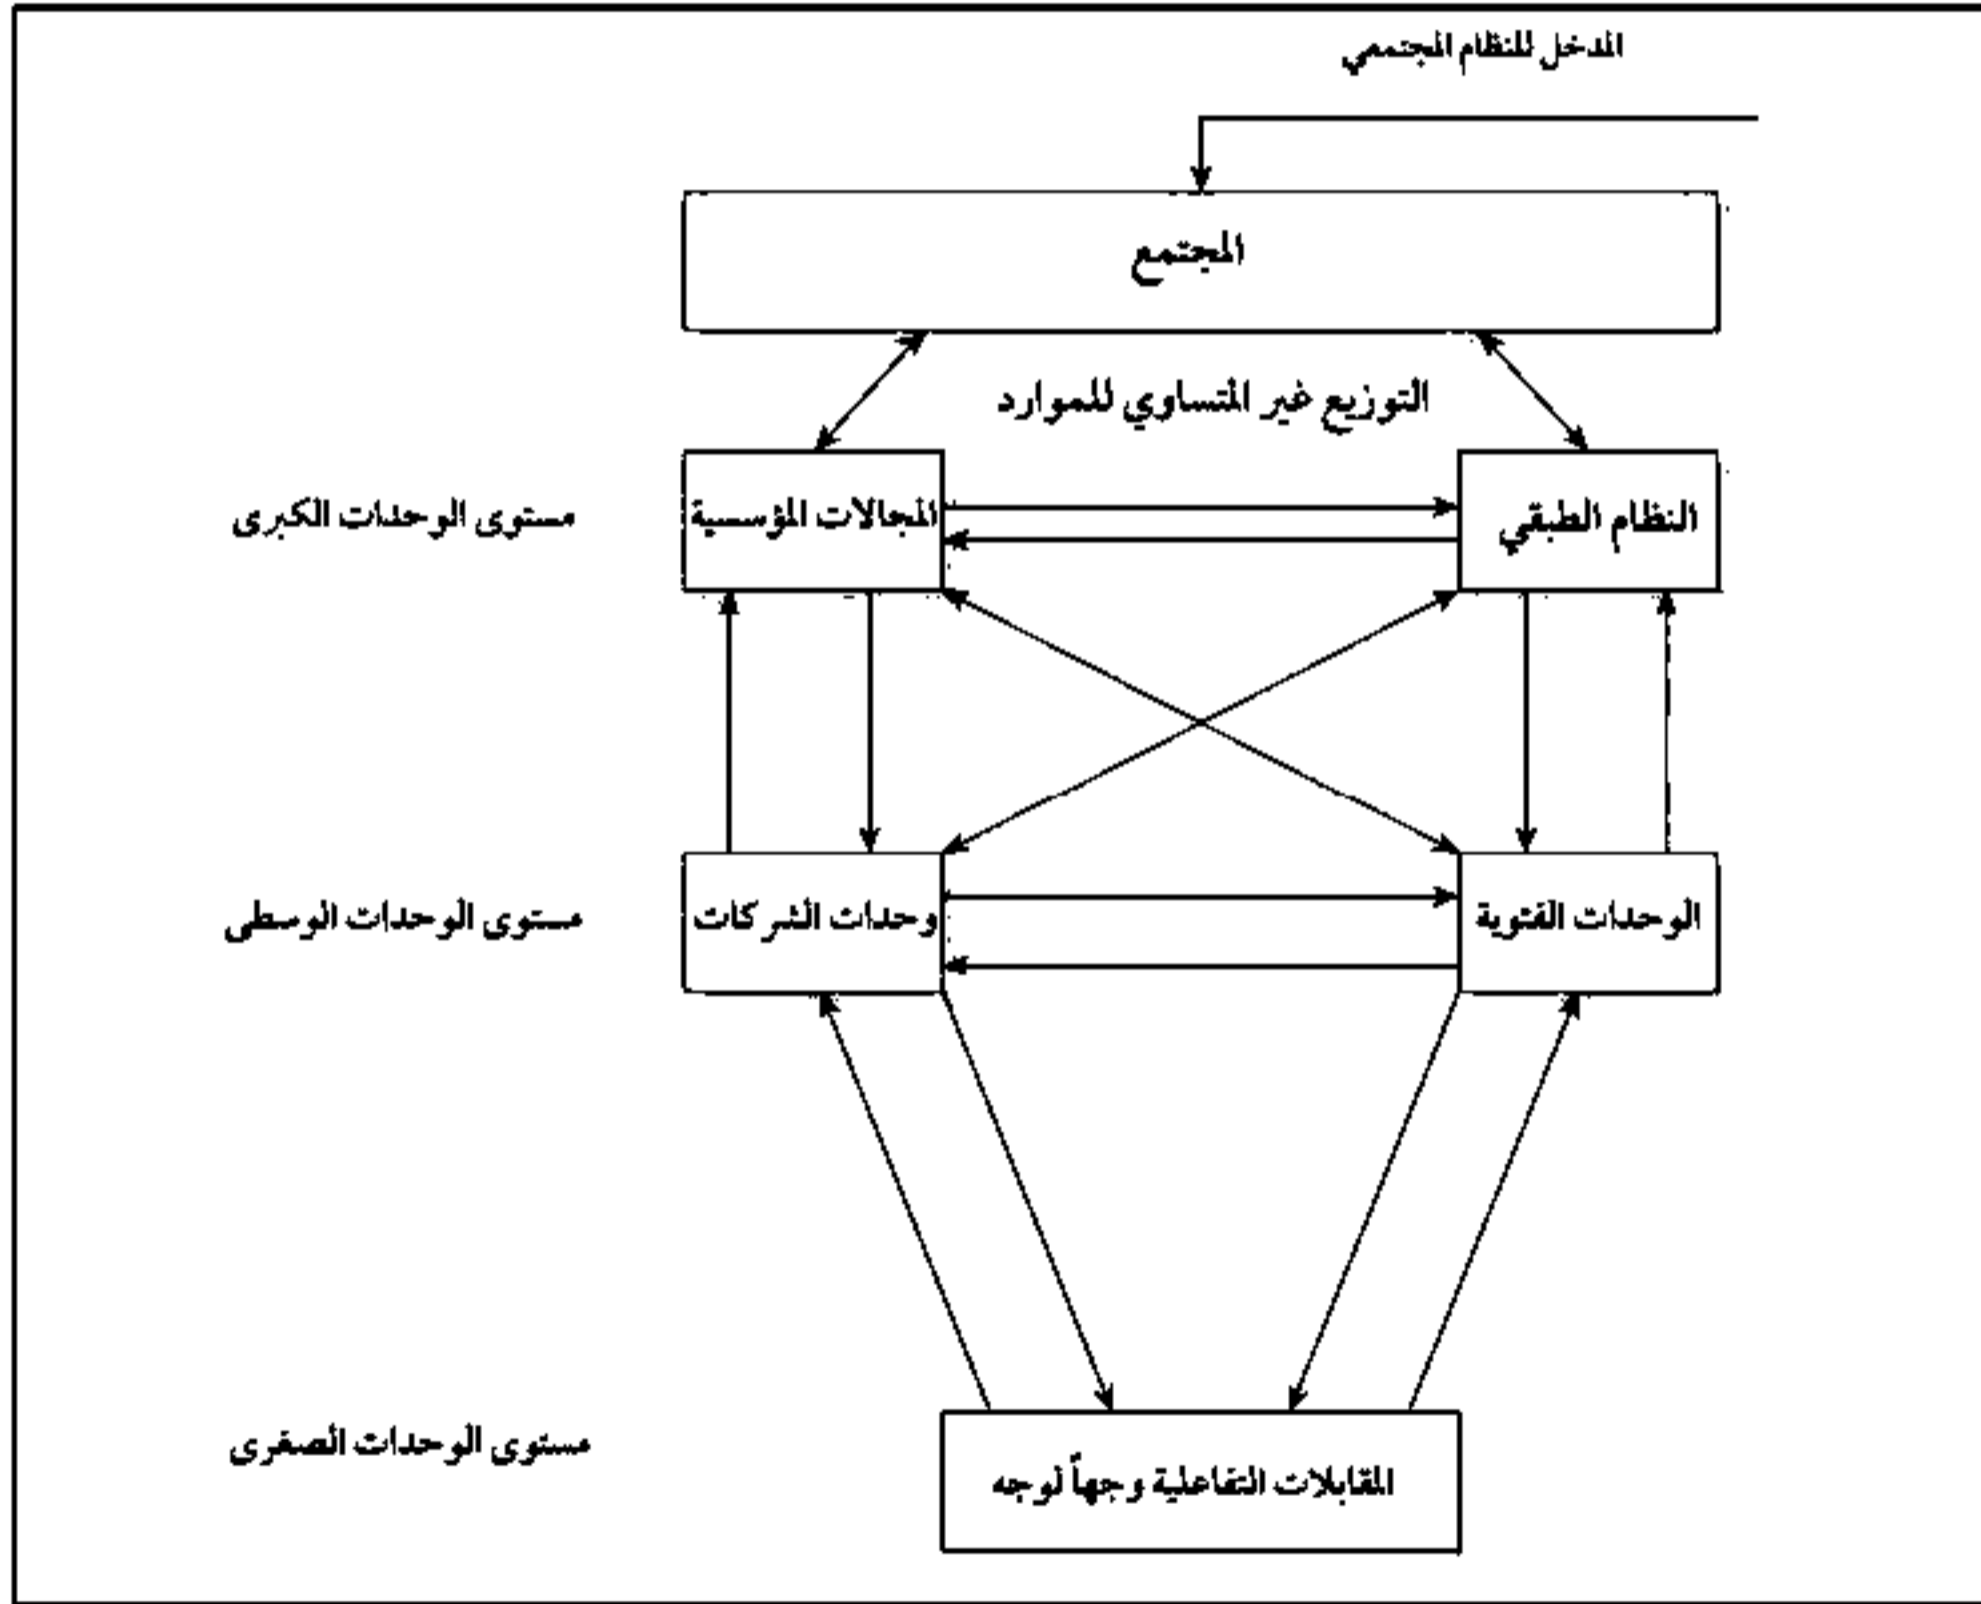 المدخل للنظام المجتمعي
المجتمع
التوزيع غير المتساوي للموارد
النظام الطبقي
المجالات المؤسسية
مستوى الوحدات الكبرى
الوحدات الفئوية
وحدات الشركات
مستوى الوحدات الوسطى
المقابلات التفاعلية وجهاً لوجه
مستوى الوحدات الصغرى